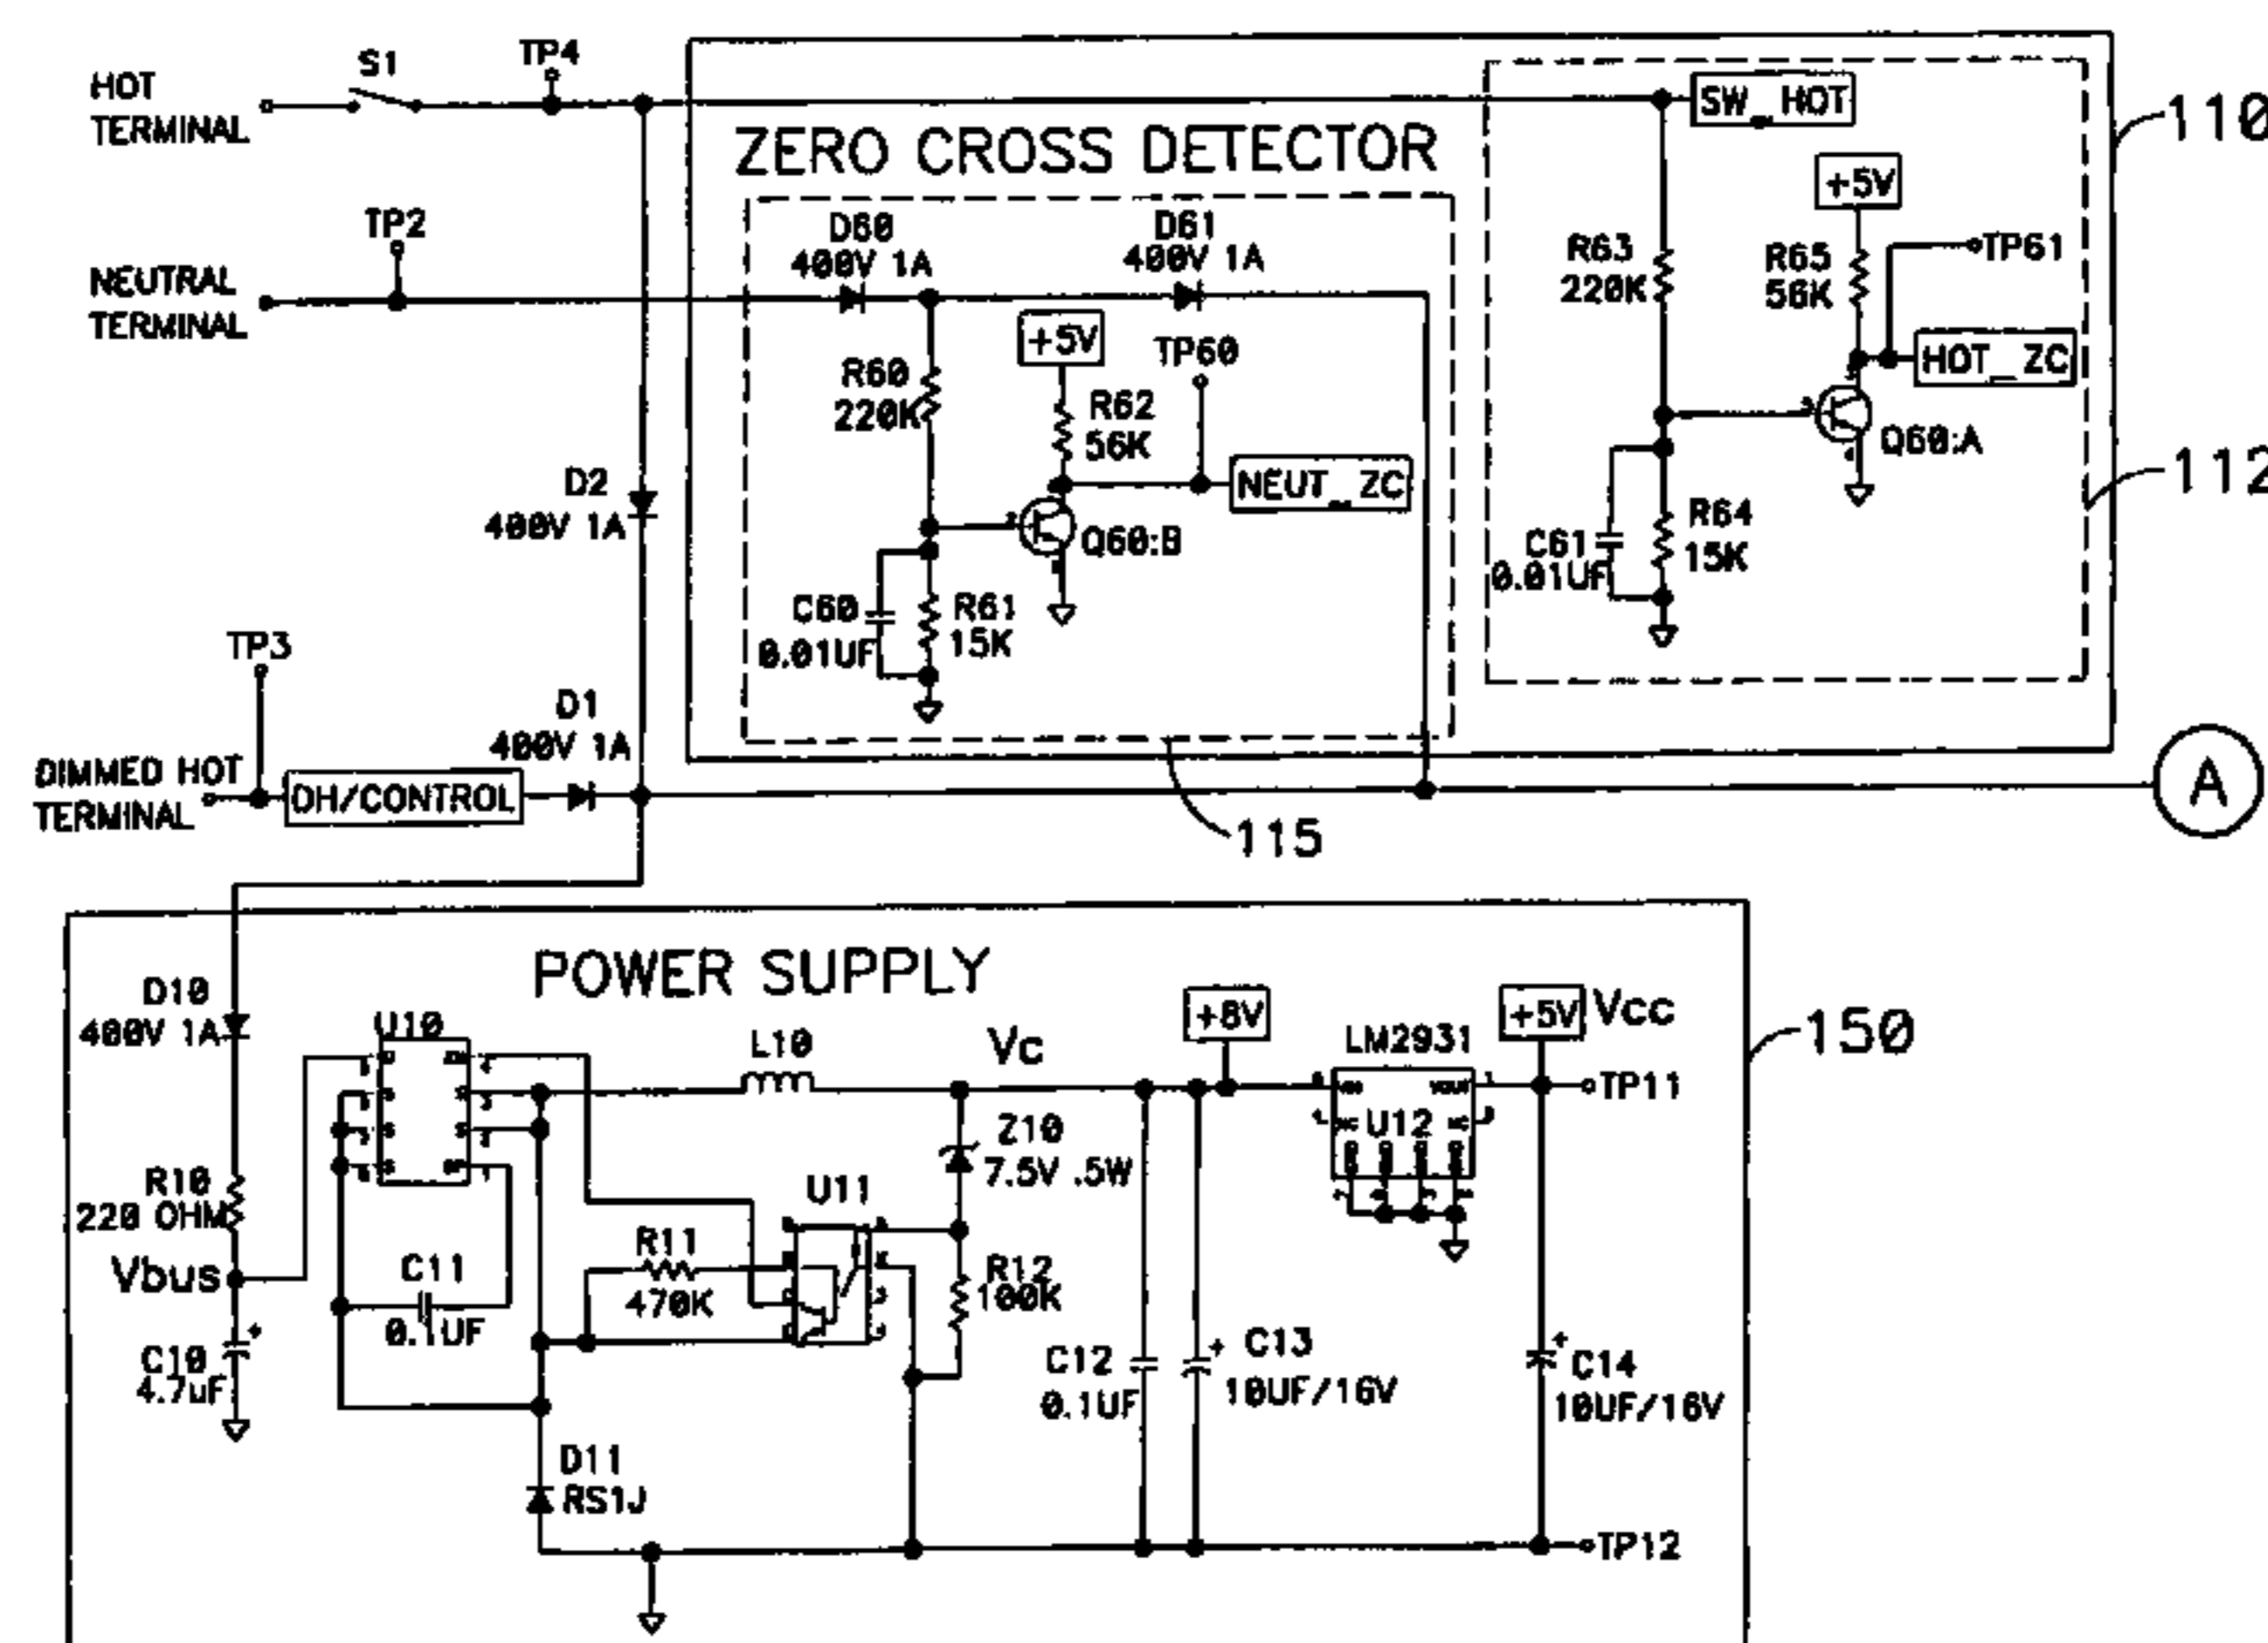 HOT
TERMINAL
S1
TP4
SW_HOT
110
ZERO CROSS DETECTOR
+5V
TP2
NEUTRAL
TERMINAL
D60
400V 1A
D61
400V 1A
R63
220K
R65
56K
TP61
HOT_ZC
+5V
TP60
R60
220K
R62
56K
NEUT_ZC
Q60:A
112
D2
400V 1A
Q60:B
C61
0.01UF
R64
15K
C60
0.01UF
R61
15K
TP3
D1
400V 1A
DIMMED HOT
TERMINAL
DH/CONTROL
A
115
POWER SUPPLY
D10
400V 1A
U10
L10
Vc
+8V
LM2931
+5V
Vcc
150
TP11
U12
Z10
7.5V .5W
R10
220 OHM
U11
Vbus
C11
0.1UF
R11
470K
R12
100K
C10
4.7uF
C12
0.1UF
C13
10UF/16V
C14
10UF/16V
D11
RS1J
TP12